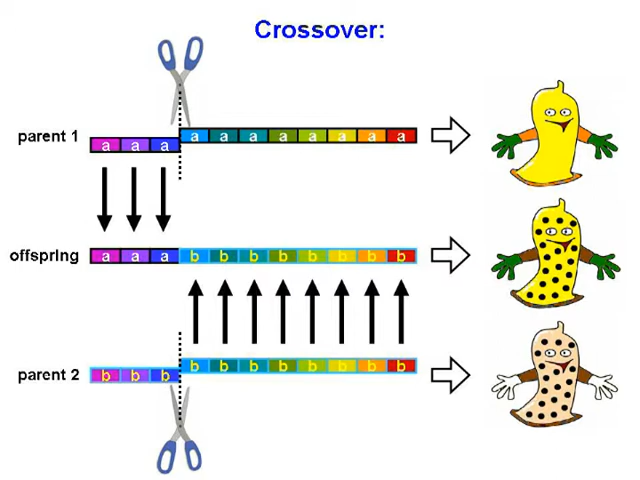 Crossover:
parent 1 a a a a a a a a a a a
offspring a a a b b b b b b b b
parent 2 b b b b b b b b b b b